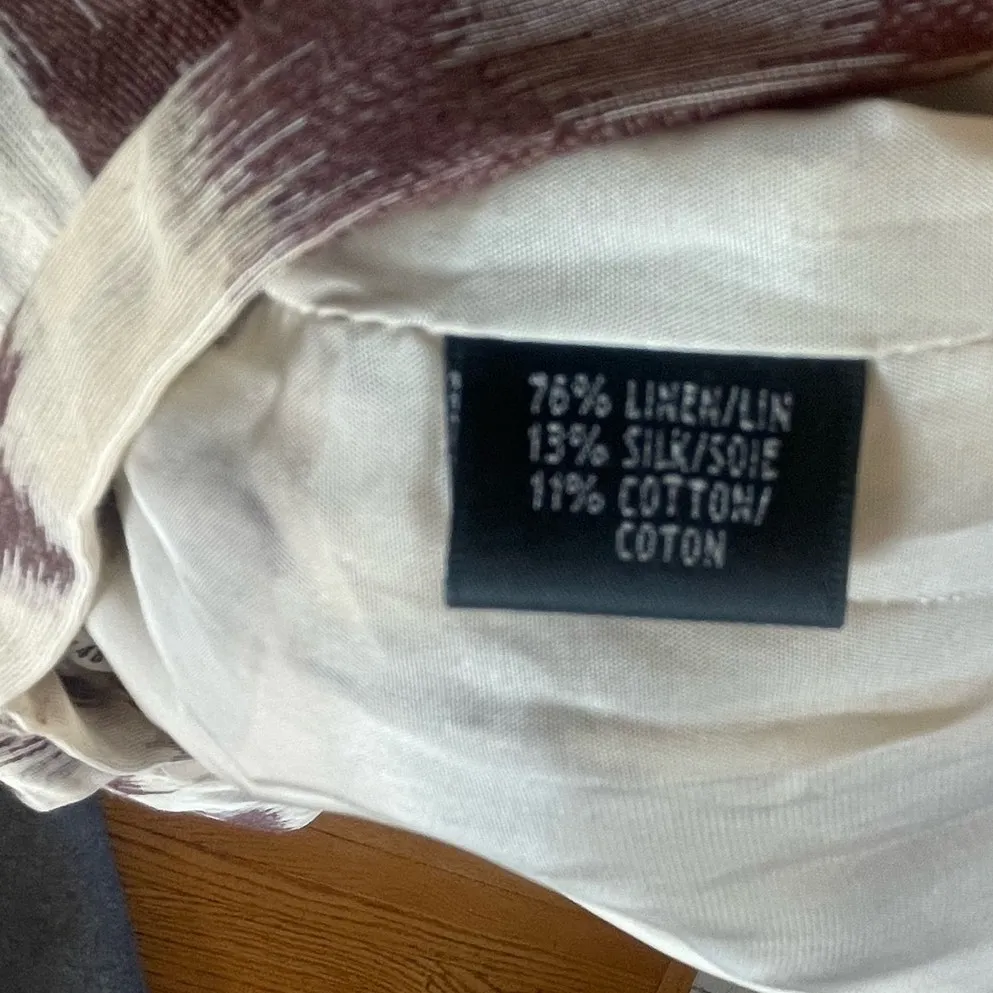 76% LINEN/LIN
13% SILK/SOIE
11% COTTON/
COTON